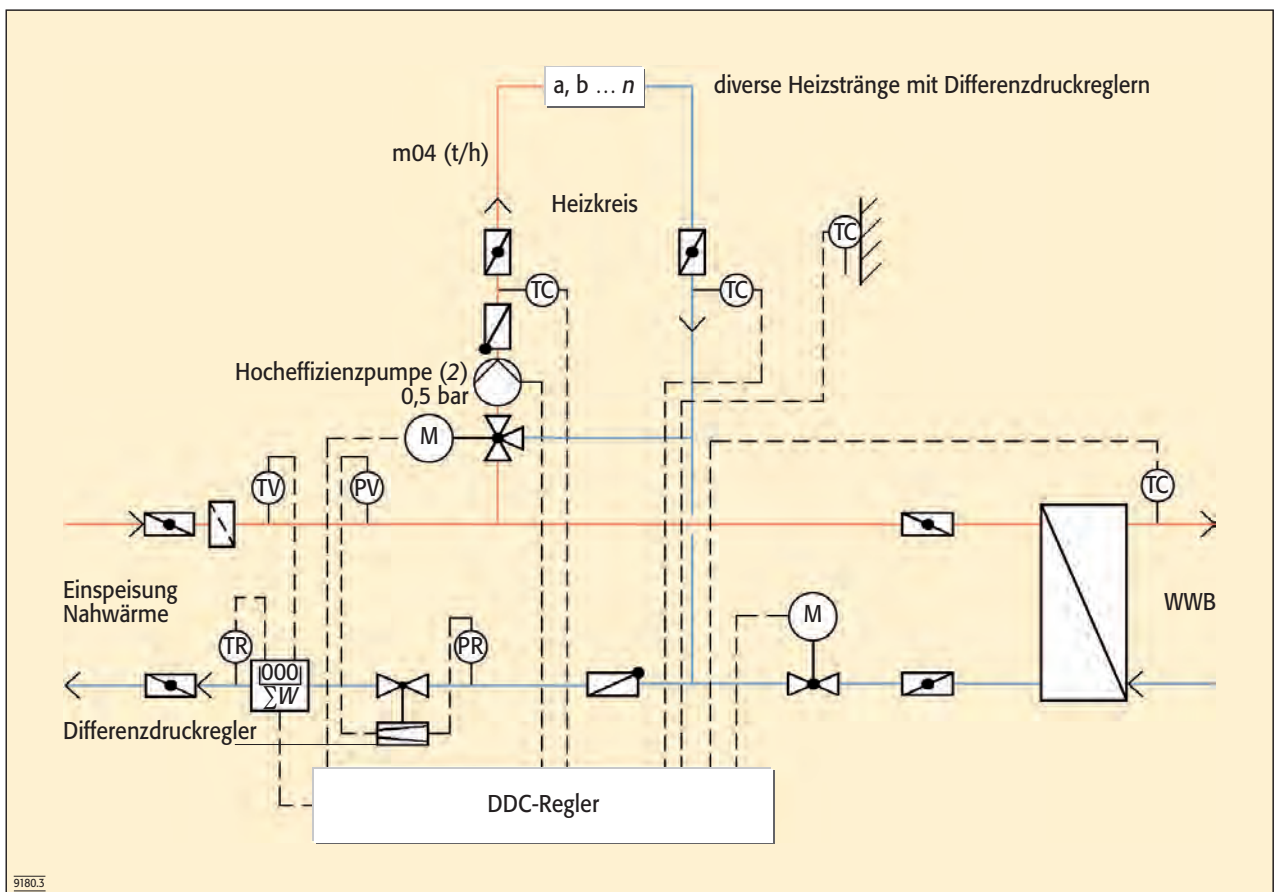 a, b … n
diverse Heizstränge mit Differenzdruckreglern
m04 (t/h)
Heizkreis
TC
TC
TC
Hocheffizienzpumpe (2)
0,5 bar
M
TV
PV
TC
Einspeisung
Nahwärme
M
WWB
TR
PR
000
∑W
Differenzdruckregler
DDC-Regler
9180.3